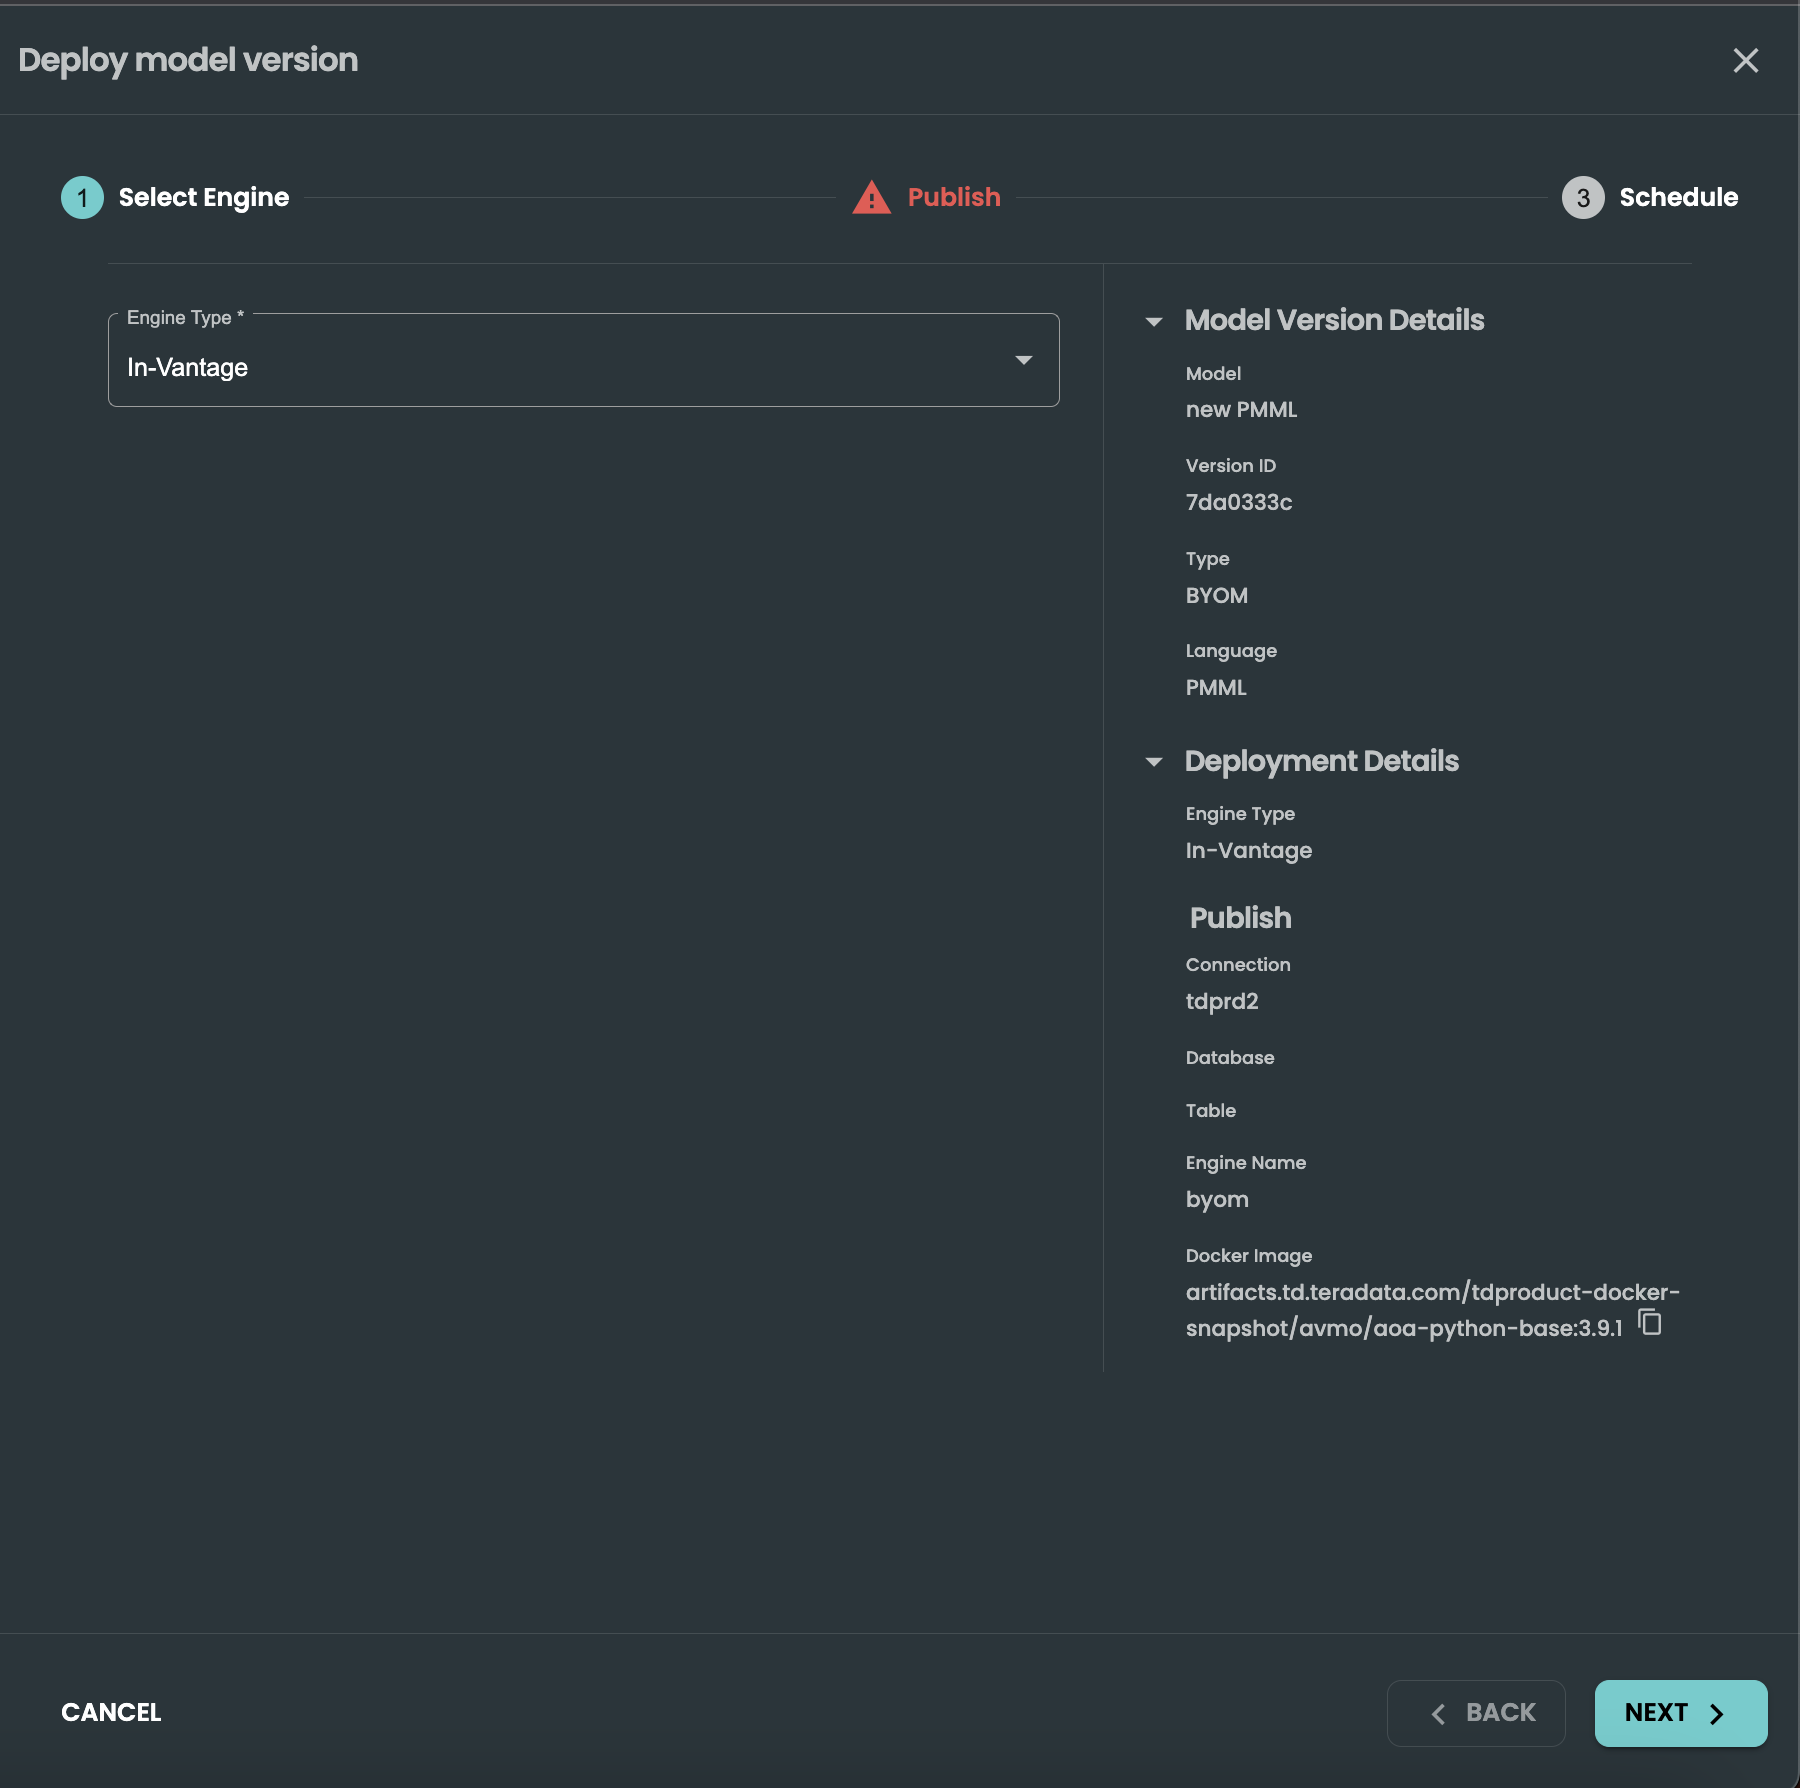 Deploy model version
1 Select Engine
Publish
3 Schedule
Engine Type *
In-Vantage
Model Version Details
Model
new PMML
Version ID
7da0333c
Type
BYOM
Language
PMML
Deployment Details
Engine Type
In-Vantage
Publish
Connection
tdprd2
Database
Table
Engine Name
byom
Docker Image
artifacts.td.teradata.com/tdproduct-docker-
snapshot/avmo/aoa-python-base:3.9.1
CANCEL
BACK
NEXT